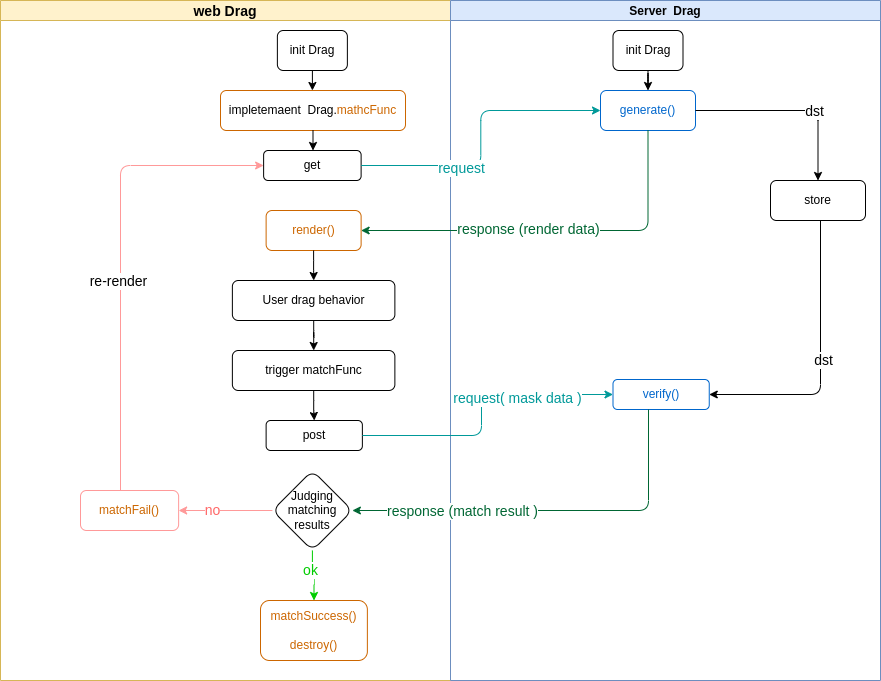 web Drag
Server Drag
init Drag
init Drag
impletemaent Drag.mathcFunc
generate()
dst
get
request
store
render()
response (render data)
re-render
User drag behavior
trigger matchFunc
dst
request( mask data )
verify()
post
Judging
matching
results
response (match result )
no
matchFail()
ok
matchSuccess()
destroy()